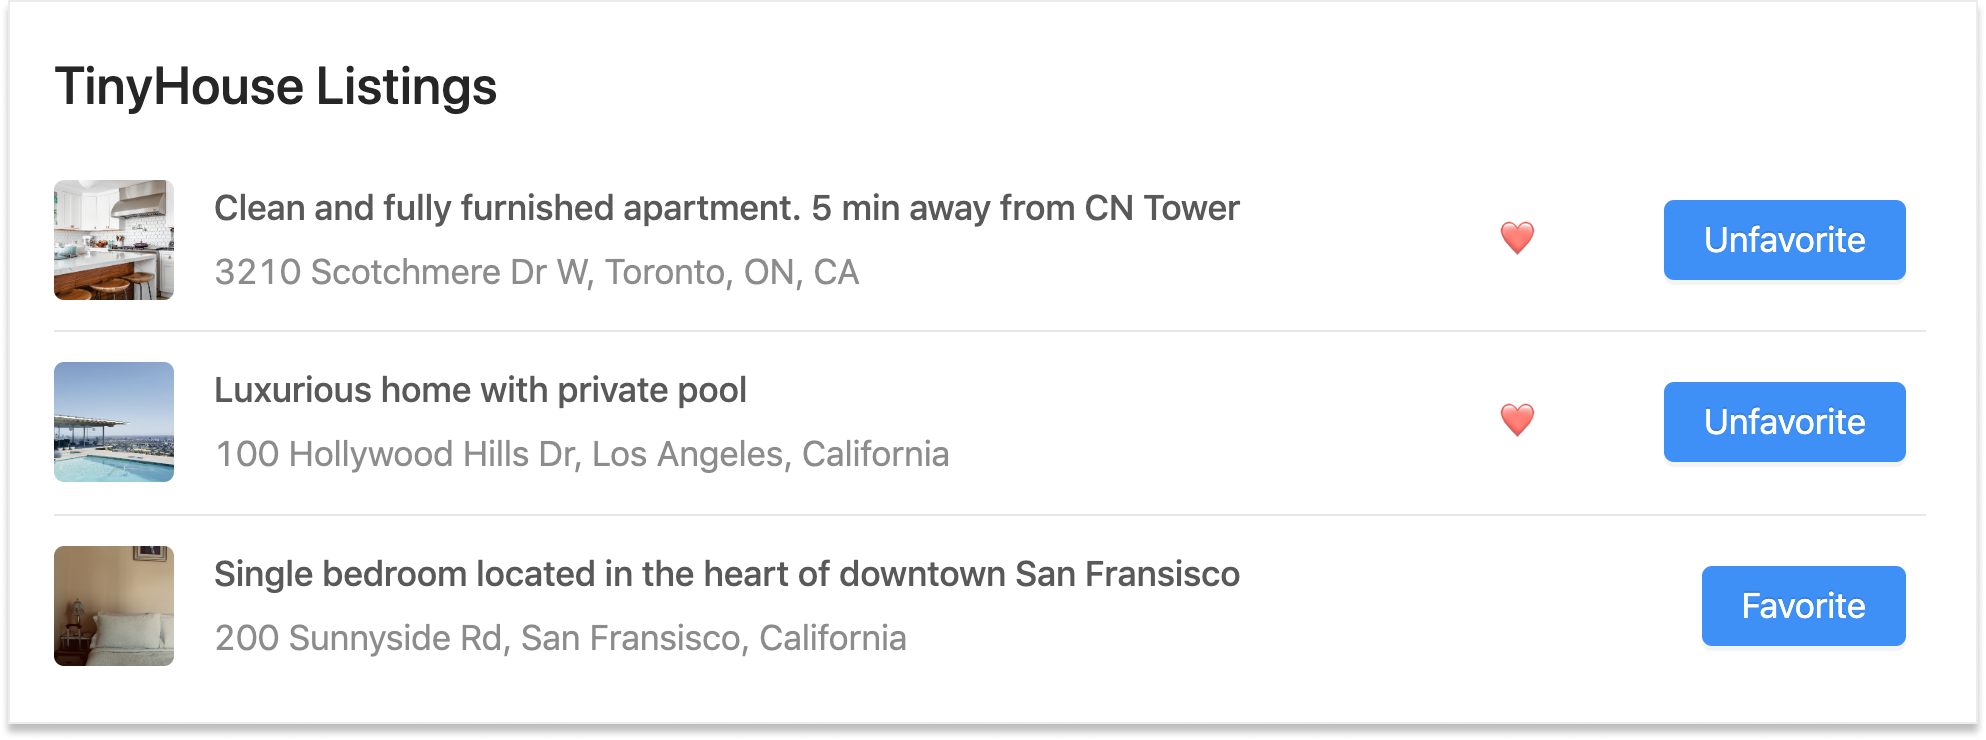 TinyHouse Listings
Clean and fully furnished apartment. 5 min away from CN Tower
3210 Scotchmere Dr W, Toronto, ON, CA
Unfavorite
Luxurious home with private pool
100 Hollywood Hills Dr, Los Angeles, California
Unfavorite
Single bedroom located in the heart of downtown San Fransisco
200 Sunnyside Rd, San Fransisco, California
Favorite